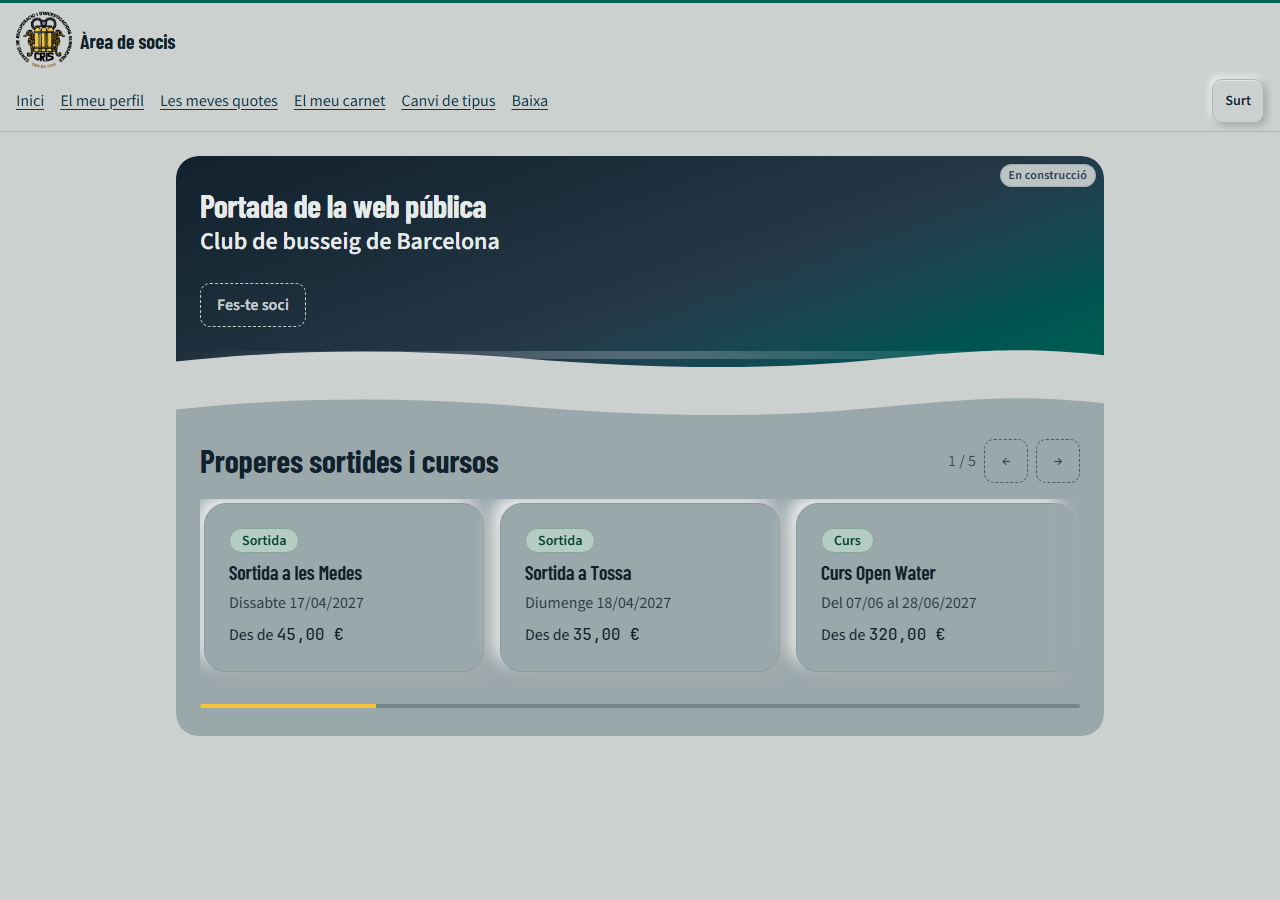 CRIS
Àrea de socis
Inici El meu perfil Les meves quotes El meu carnet Canvi de tipus Baixa Surt
En construcció
Portada de la web pública
Club de busseig de Barcelona
Fes-te soci
Properes sortides i cursos
1 / 5 ← →
Sortida Sortida Curs
Sortida a les Medes Sortida a Tossa Curs Open Water
Dissabte 17/04/2027 Diumenge 18/04/2027 Del 07/06 al 28/06/2027
Des de 45,00 € Des de 35,00 € Des de 320,00 €